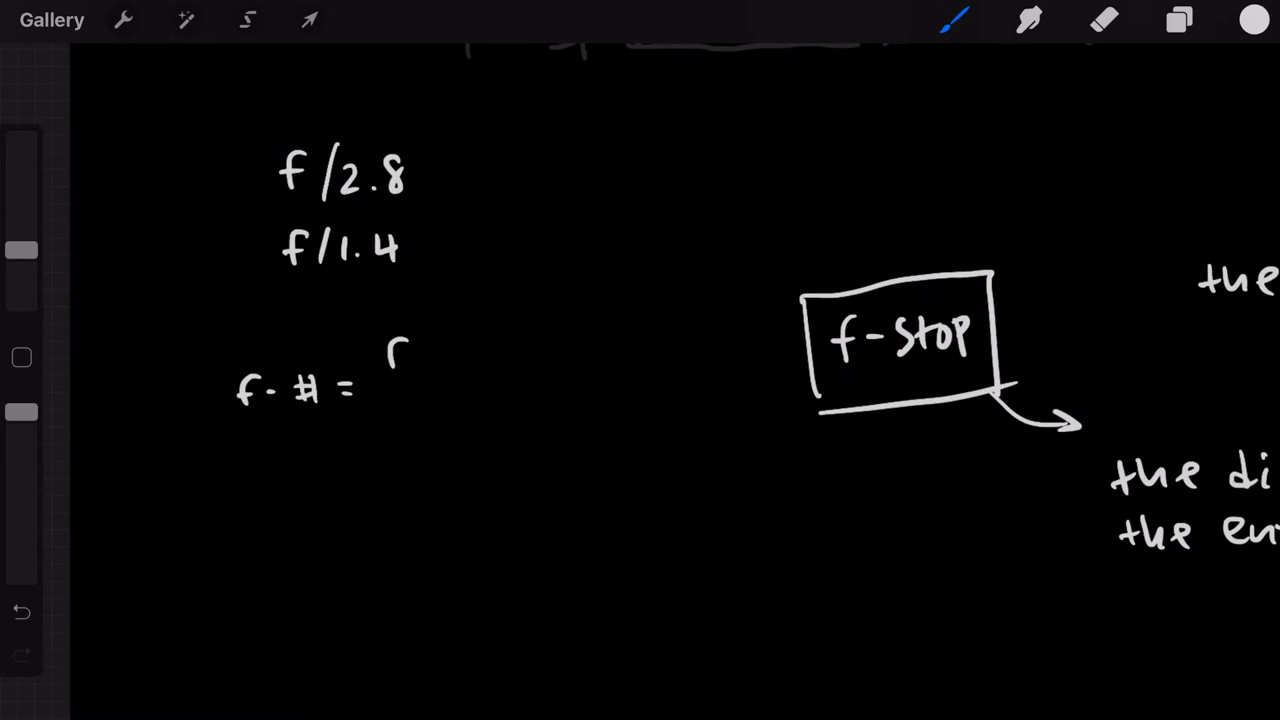 Gallery
f/2.8
f/1.4
f-# =
f-stop
the
the di
the en